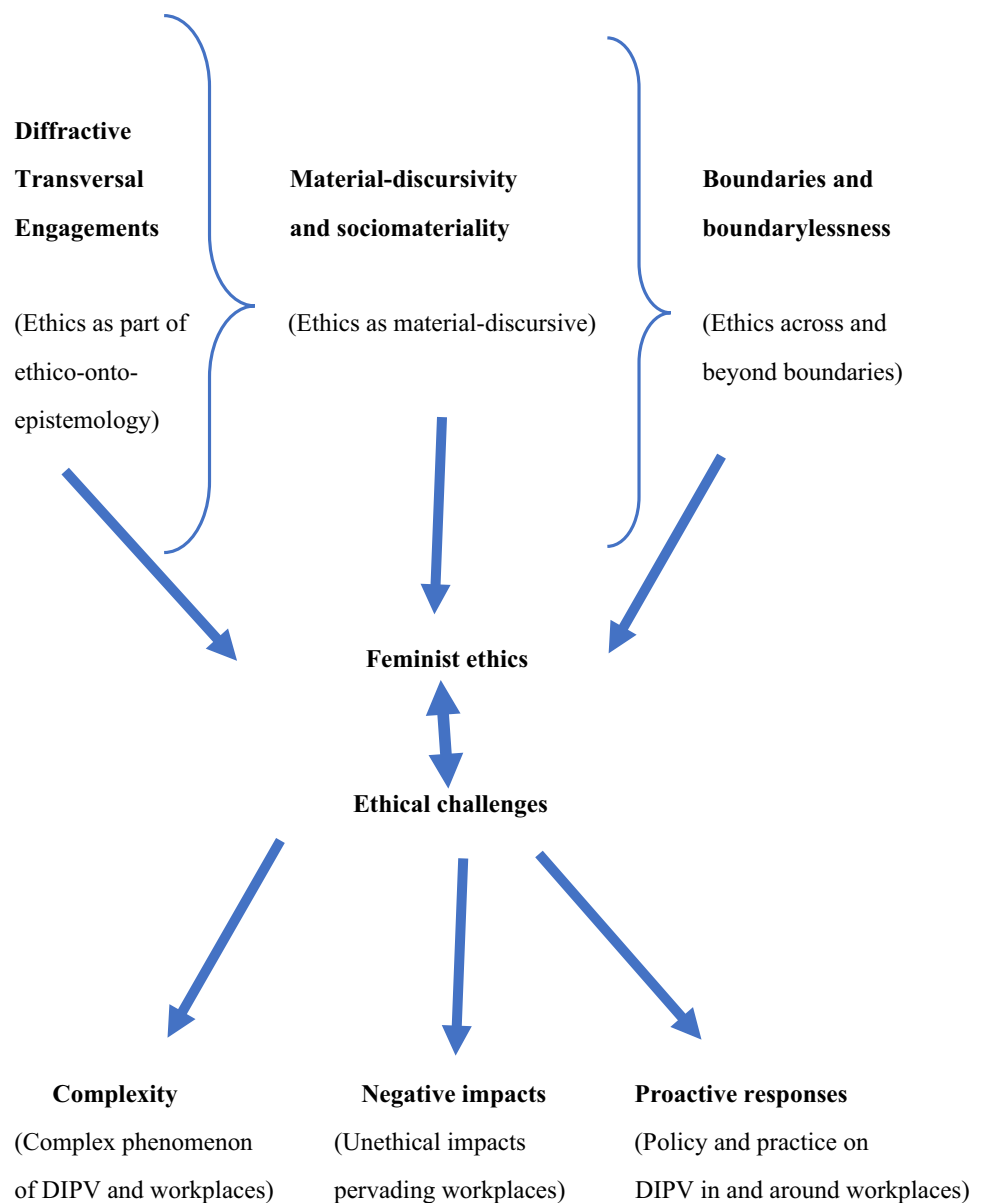 Diffractive
Transversal
Engagements
(Ethics as part of
ethico-onto-
epistemology)
Material-discursivity
and sociomateriality
(Ethics as material-discursive)
Boundaries and
boundarylessness
(Ethics across and
beyond boundaries)
Feminist ethics
Ethical challenges
Complexity
(Complex phenomenon
of DIPV and workplaces)
Negative impacts
(Unethical impacts
pervading workplaces)
Proactive responses
(Policy and practice on
DIPV in and around workplaces)